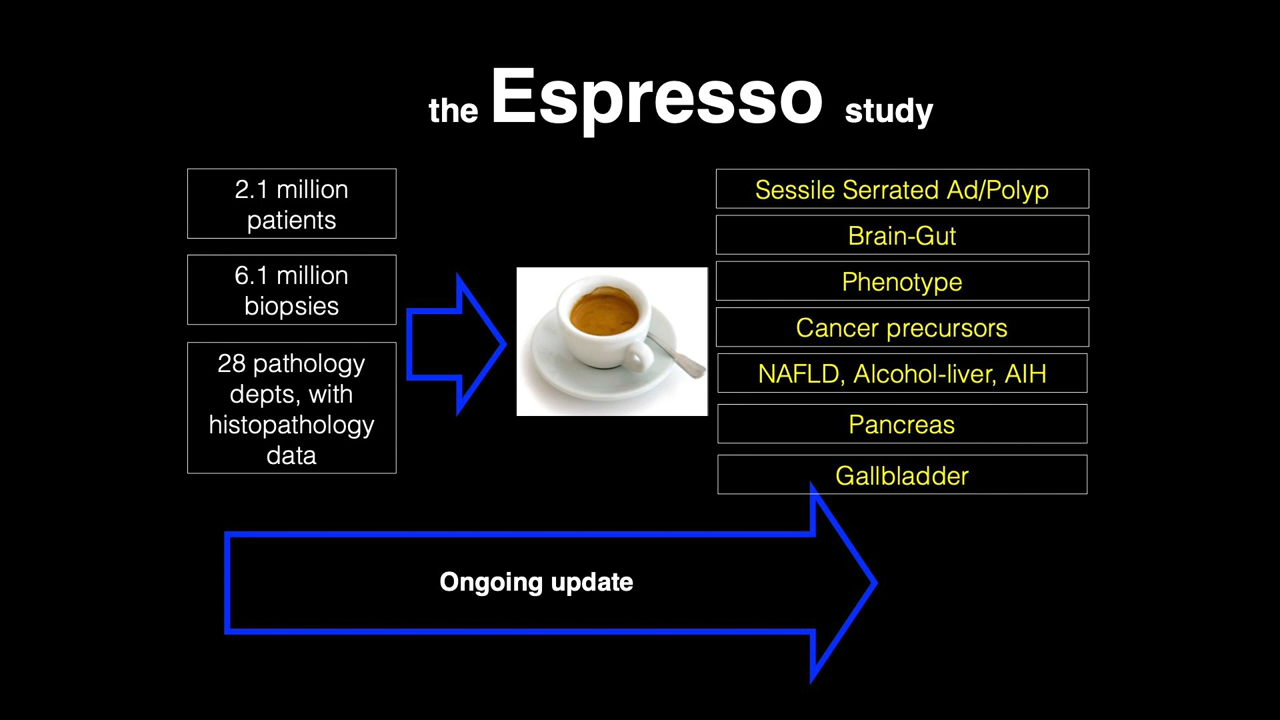 the Espresso study
2.1 million
patients
6.1 million
biopsies
28 pathology
depts, with
histopathology
data
Sessile Serrated Ad/Polyp
Brain-Gut
Phenotype
Cancer precursors
NAFLD, Alcohol-liver, AIH
Pancreas
Gallbladder
Ongoing update